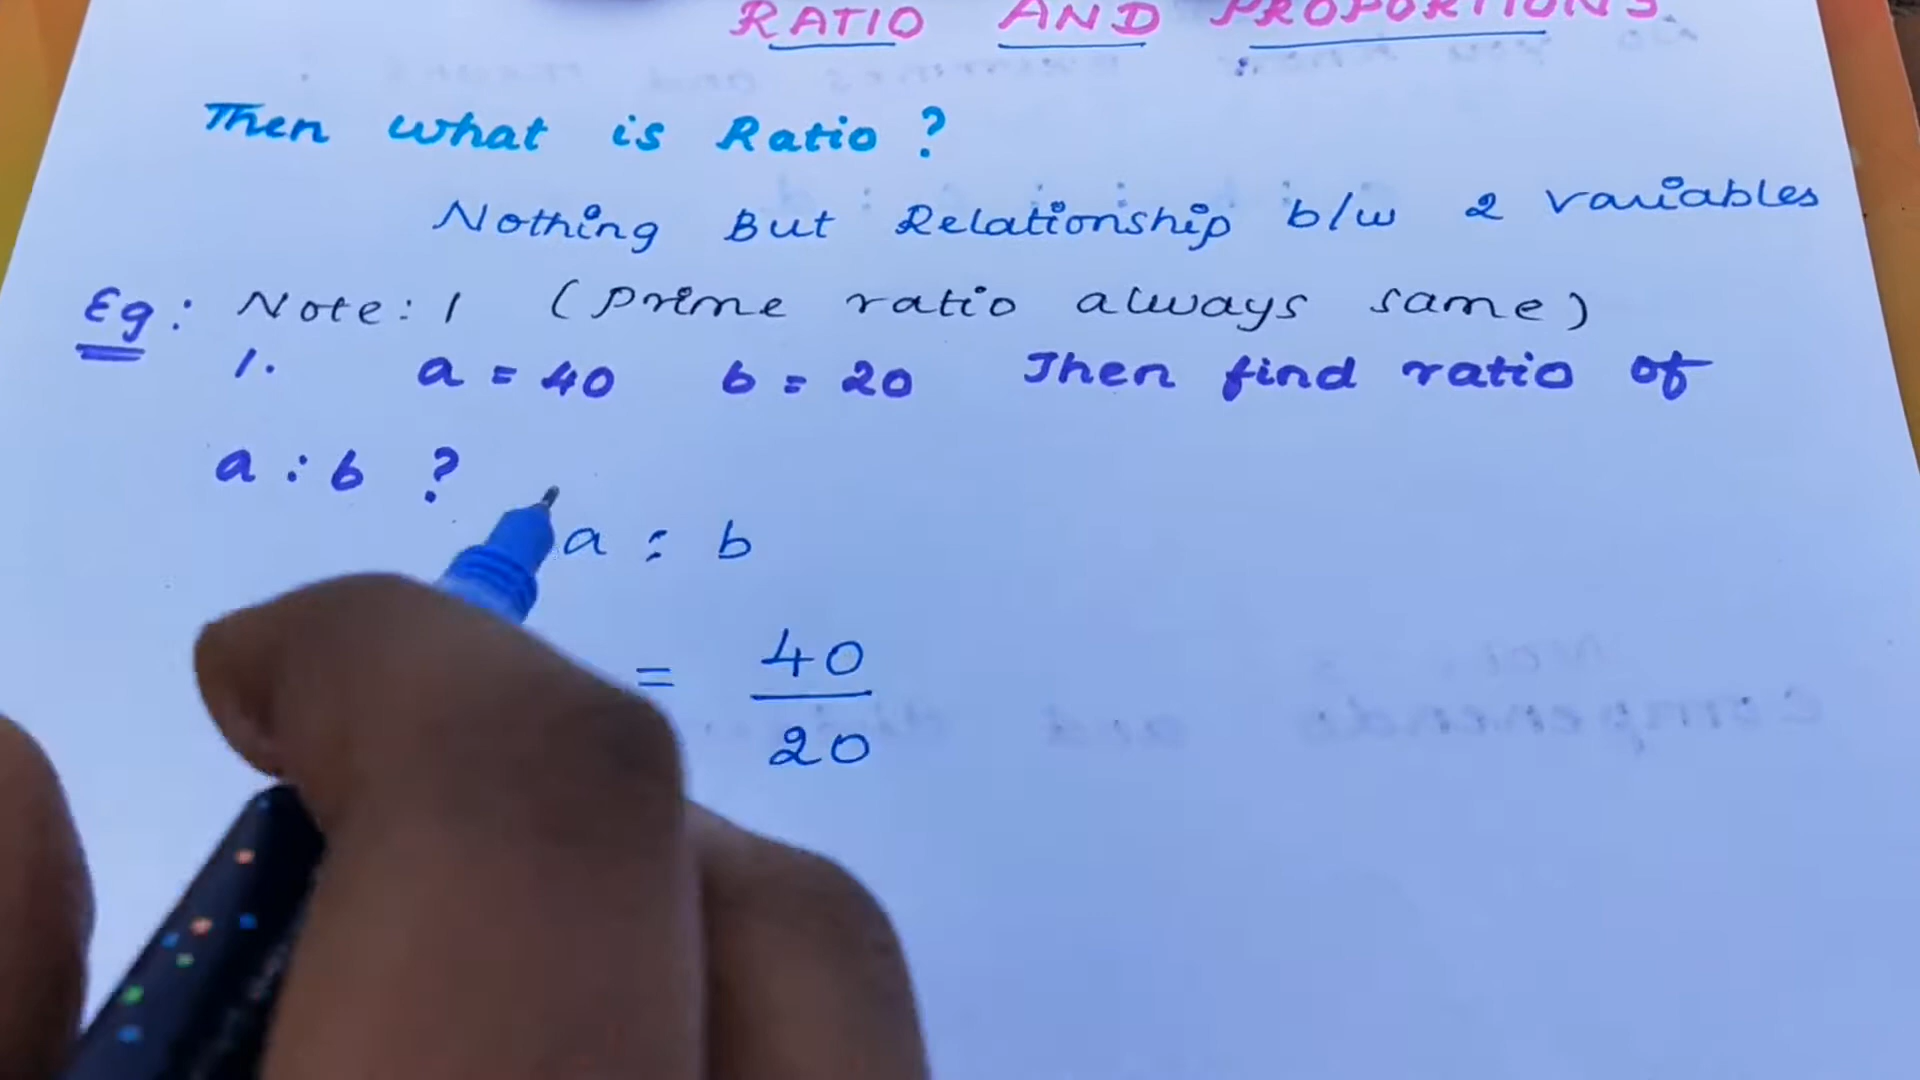 RATIO AND PROPORTIONS
Then what is Ratio ?
Nothing But Relationship b/w 2 variables
Eg : Note : 1 (prime ratio always same)
1. a = 40 b = 20 Then find ratio of
a : b ?
a : b
= 40
20